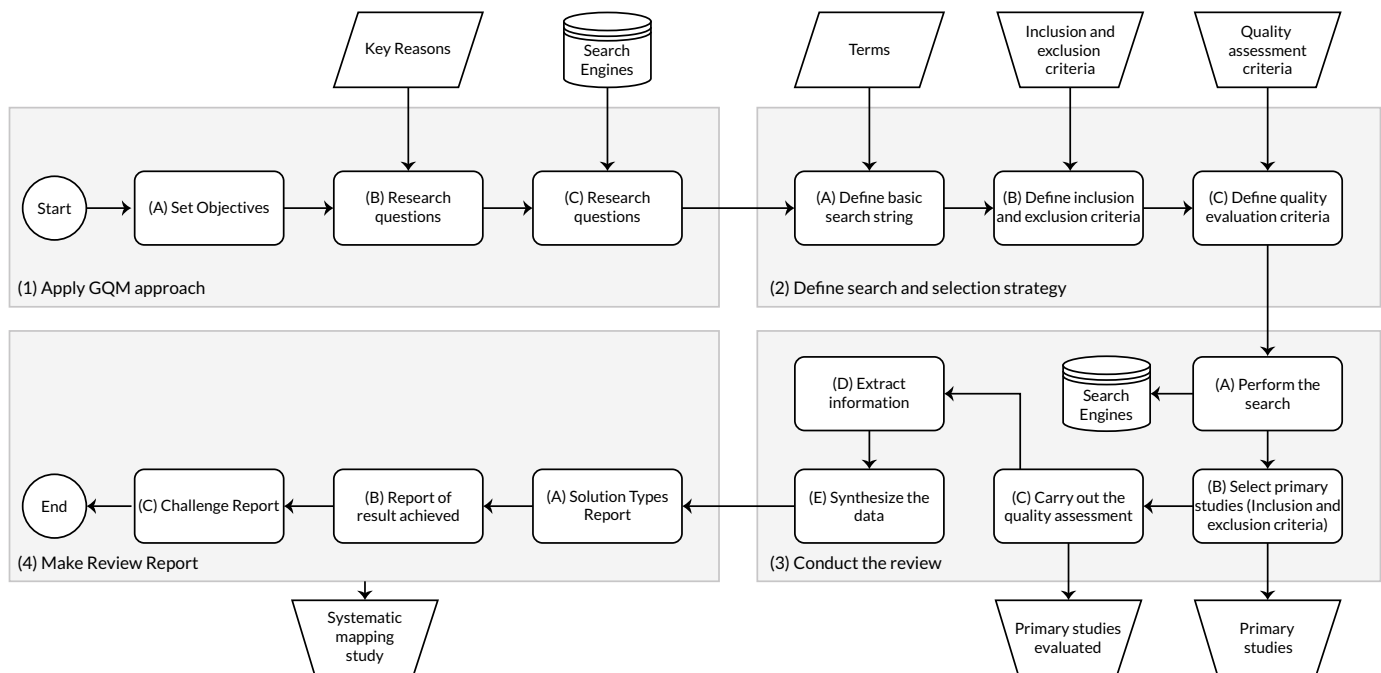 Key Reasons
Search
Engines
Terms
Inclusion and
exclusion
criteria
Quality
assessment
criteria
Start
(A) Set Objectives
(B) Research
questions
(C) Research
questions
(1) Apply GQM approach
(A) Define basic
search string
(B) Define inclusion
and exclusion criteria
(C) Define quality
evaluation criteria
(2) Define search and selection strategy
(A) Perform the
search
Search
Engines
(B) Select primary
studies (Inclusion and
exclusion criteria)
(C) Carry out the
quality assessment
(D) Extract
information
(E) Synthesize the
data
(3) Conduct the review
Primary studies
evaluated
Primary
studies
(A) Solution Types
Report
(B) Report of
result achieved
(C) Challenge Report
End
(4) Make Review Report
Systematic
mapping
study